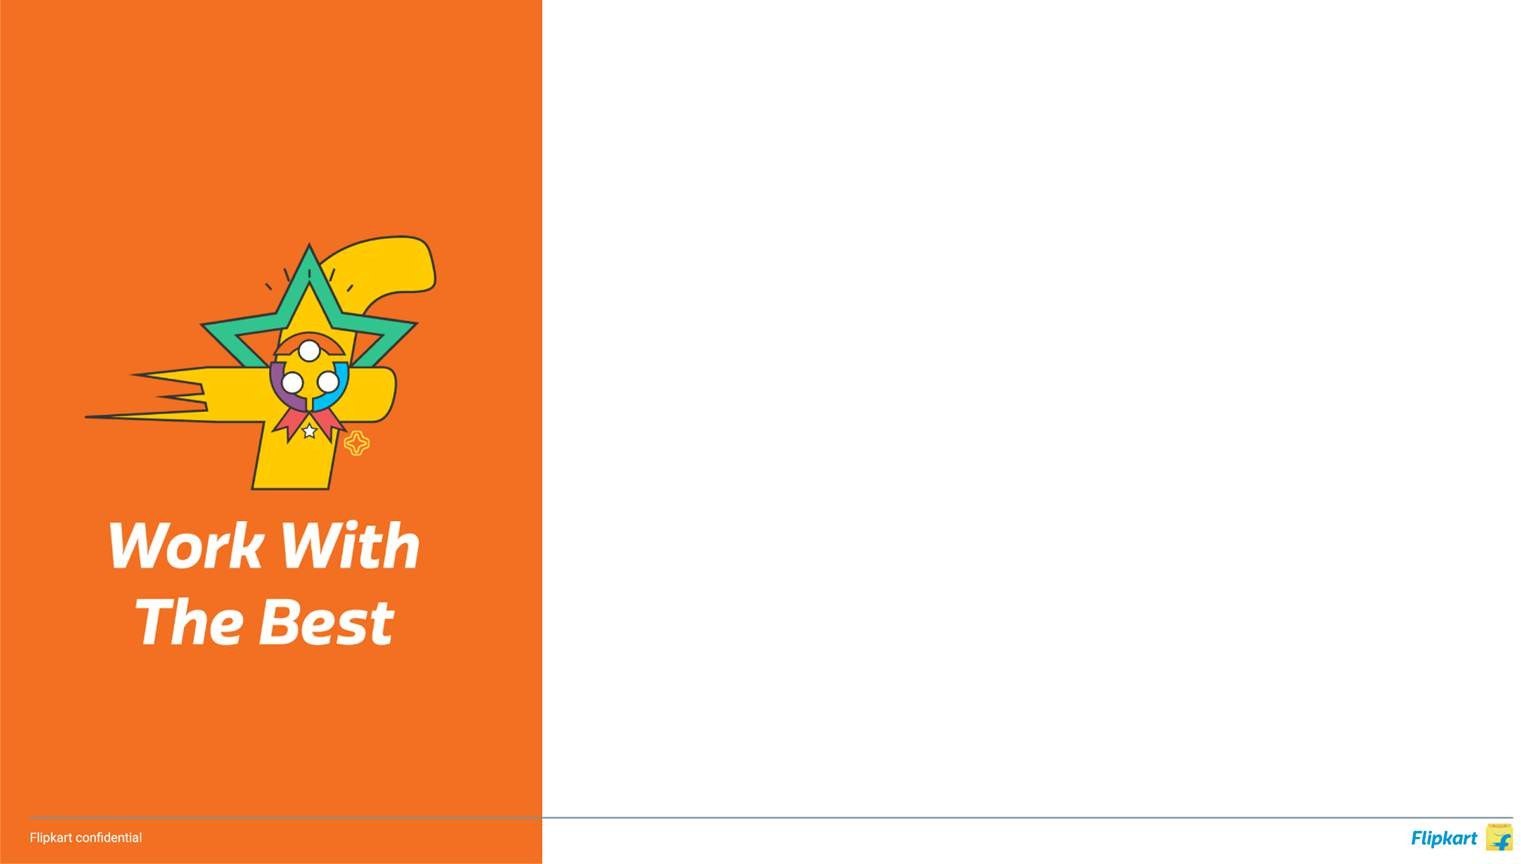 Work With
The Best
Flipkart confidential
Flipkart